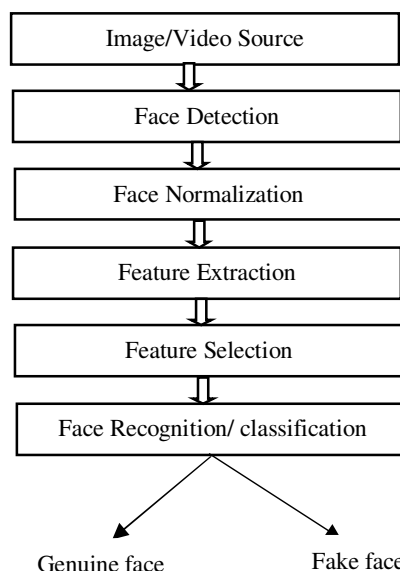 Image/Video Source
Face Detection
Face Normalization
Feature Extraction
Feature Selection
Face Recognition/ classification
Genuine face
Fake face